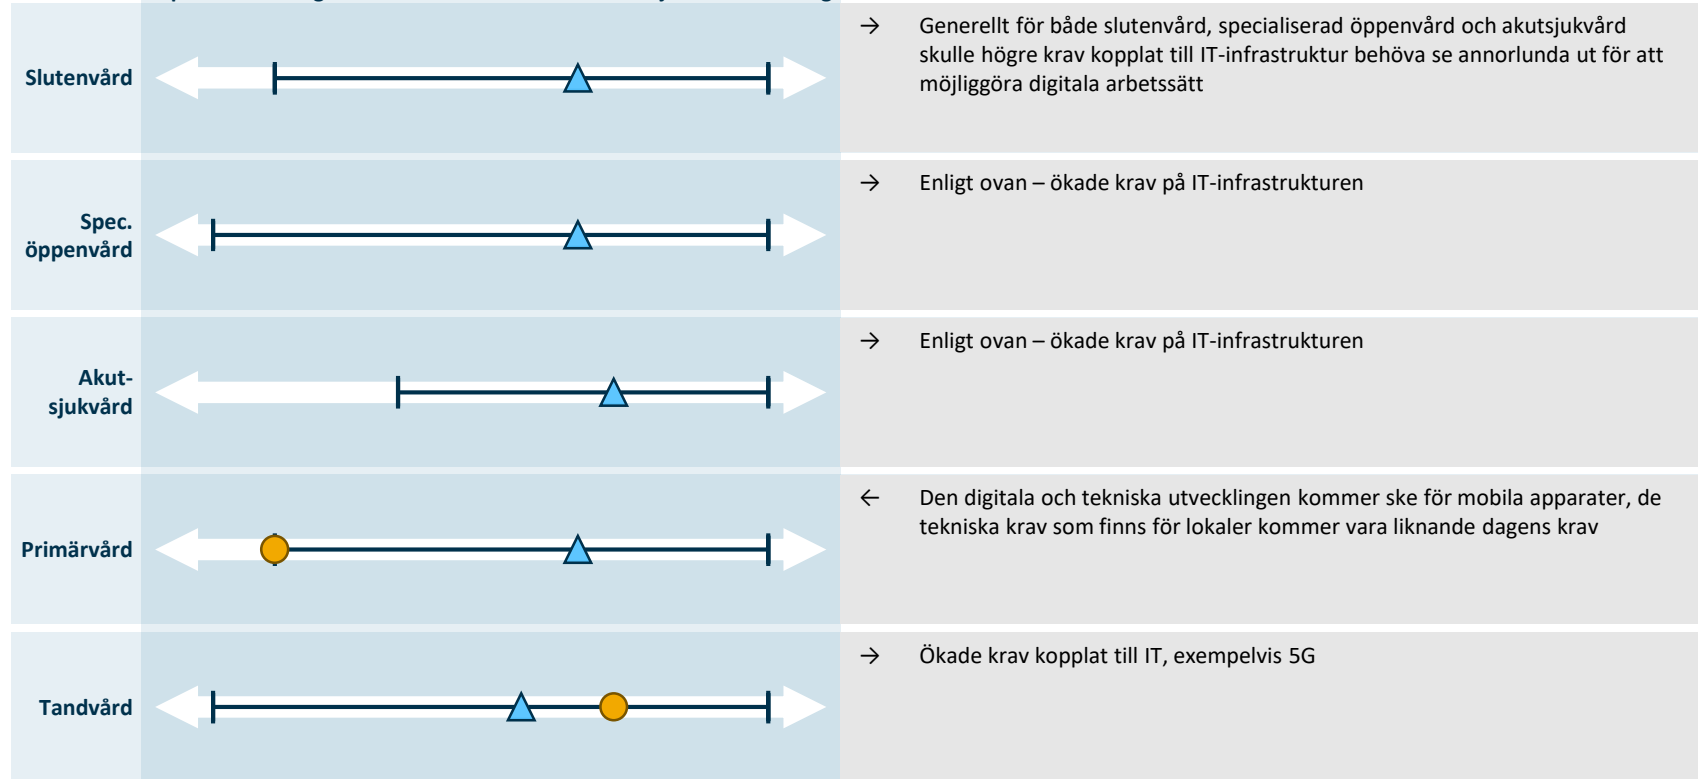 Slutenvård
→ Generellt för både slutenvård, specialiserad öppenvård och akutsjukvård
skulle högre krav kopplat till IT-infrastruktur behöva se annorlunda ut för att
möjliggöra digitala arbetssätt
Spec.
öppenvård
→ Enligt ovan – ökade krav på IT-infrastrukturen
Akut-
sjukvård
→ Enligt ovan – ökade krav på IT-infrastrukturen
Primärvård
← Den digitala och tekniska utvecklingen kommer ske för mobila apparater, de
tekniska krav som finns för lokaler kommer vara liknande dagens krav
Tandvård
→ Ökade krav kopplat till IT, exempelvis 5G